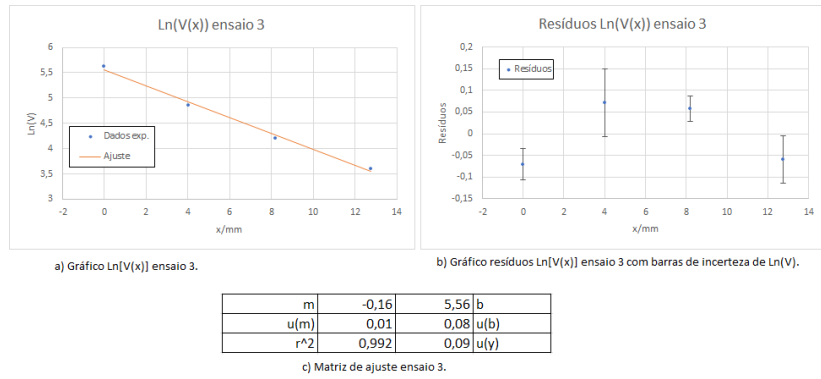 Ln(V(x)) ensaio 3
6
5,5
5
4,5
4
3,5
3
Ln(V)
Dados exp.
Ajuste
-2 0 2 4 6 8 10 12 14
x/mm
a) Gráfico Ln[V(x)] ensaio 3.
Resíduos Ln(V(x)) ensaio 3
0,2
0,15
0,1
0,05
0
-0,05
-0,1
-0,15
Resíduos
Resíduos
-2 0 2 4 6 8 10 12 14
x/mm
b) Gráfico resíduos Ln[V(x)] ensaio 3 com barras de incerteza de Ln(V).
m -0,16 5,56 b
u(m) 0,01 0,08 u(b)
r^2 0,992 0,09 u(y)
c) Matriz de ajuste ensaio 3.